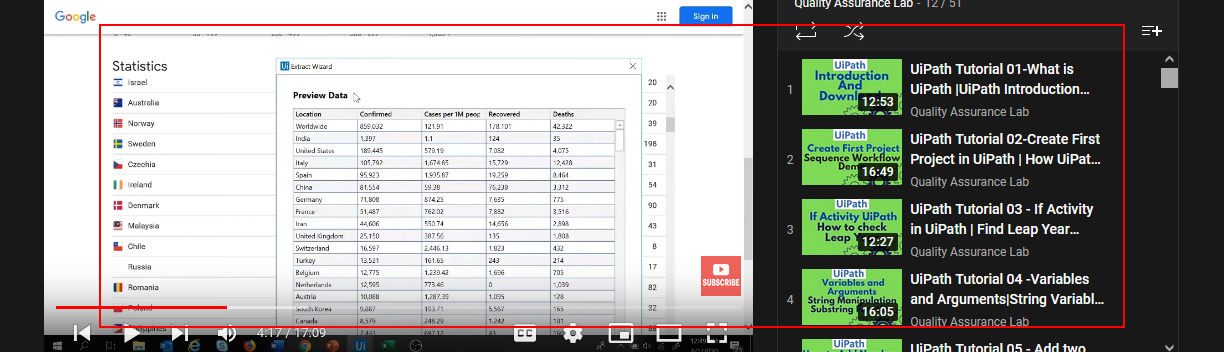 Google
Sign in
Statistics
Israel
Australia
Norway
Sweden
Czechia
Ireland
Denmark
Malaysia
Chile
Russia
Romania
Poland
Philippines
20
20
39
198
31
54
90
43
8
17
82
32
Ui Extract Wizard
Preview Data
Location Confirmed Cases per 1M peop Recovered Deaths
Worldwide 859,032 121.91 178,101 42,322
India 1,397 1.1 124 35
United States 189,445 579.19 7,082 4,075
Italy 105,792 1,674.85 15,729 12,428
Spain 95,923 1,935.87 19,259 8,464
China 81,554 59.38 76,238 3,312
Germany 71,808 874.25 7,635 775
France 51,487 762.02 7,882 3,516
Iran 44,606 550.74 14,656 2,898
United Kingdom 25,150 387.56 135 1,808
Switzerland 16,597 2,446.13 1,823 432
Turkey 13,531 161.65 243 214
Belgium 12,775 1,239.42 1,696 705
Netherlands 12,595 773.46 0 1,039
Austria 10,088 1,287.39 1,095 128
South Korea 9,887 193.71 5,567 165
Canada 8,579 248.29 1,242 101
SUBSCRIBE
4:17 / 17:09
CC
Quality Assurance Lab - 12 / 51
1
UiPath
Introduction
And
12:53
UiPath Tutorial 01-What is
UiPath |UiPath Introduction...
Quality Assurance Lab
2
UiPath
Create First Project
Sequence Workflow
16:49
UiPath Tutorial 02-Create First
Project in UiPath | How UiPat...
Quality Assurance Lab
3
UiPath
If Activity UiPath
How to check
12:27
UiPath Tutorial 03 - If Activity
in UiPath | Find Leap Year...
Quality Assurance Lab
4
UiPath
Variables and
Arguments
String Manipulation
Substring
16:05
UiPath Tutorial 04 -Variables
and Arguments|String Variabl...
Quality Assurance Lab
UiPath
UiPath Tutorial 05 - Add two